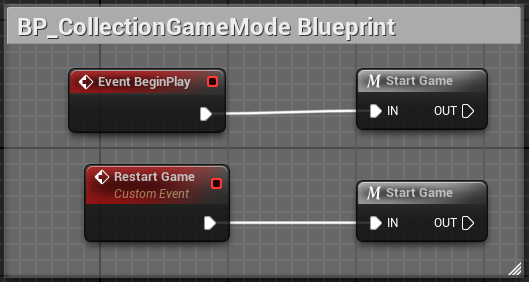 BP_CollectionGameMode Blueprint
Event BeginPlay
M Start Game
IN OUT
Restart Game
Custom Event
M Start Game
IN OUT